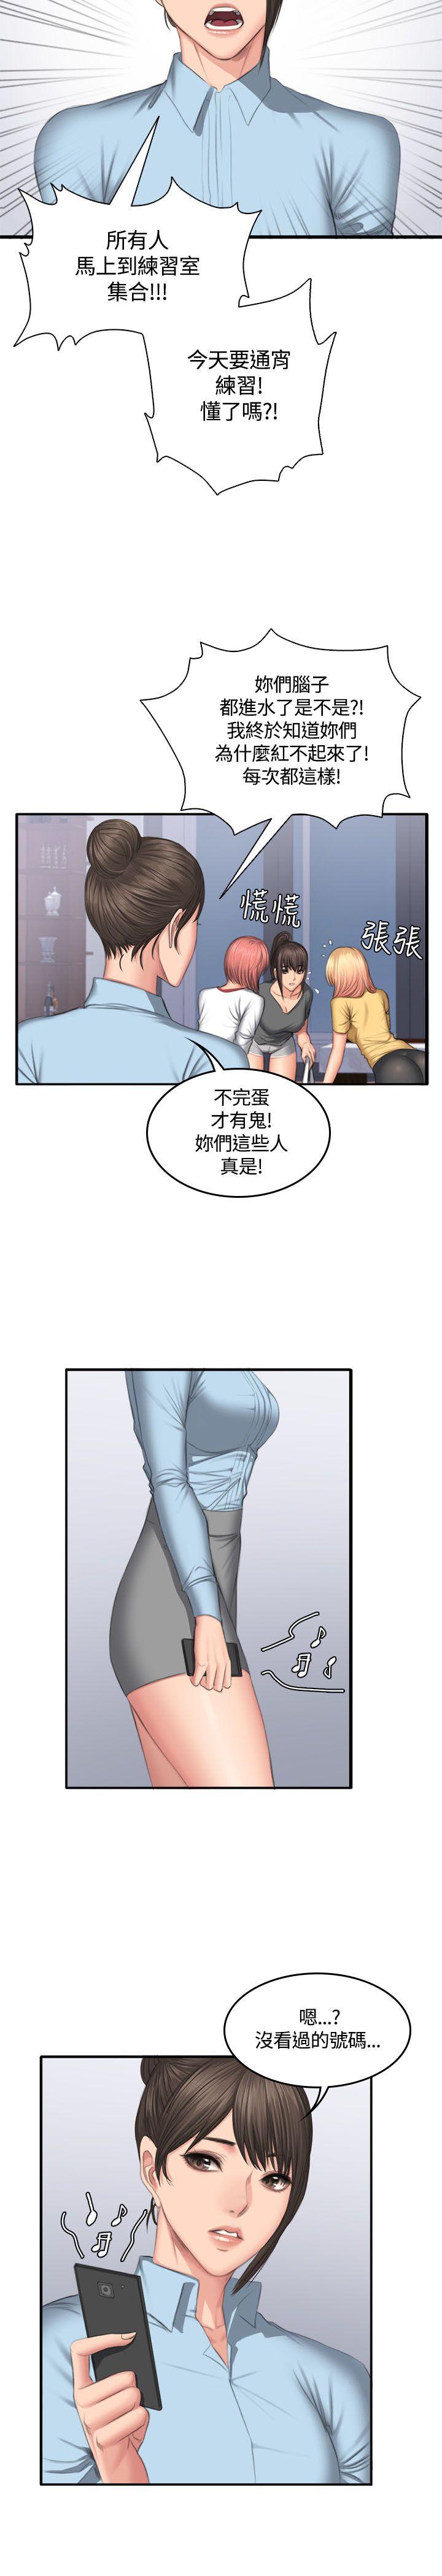 所有人
馬上到練習室
集合!!!
今天要通宵
練習!
懂了嗎?!
妳們腦子
都進水了是不是?!
我終於知道妳們
為什麼紅不起來了!
每次都這樣!
慌慌
張張
不完蛋
才有鬼!
妳們這些人
真是!
嗯...?
沒看過的號碼...